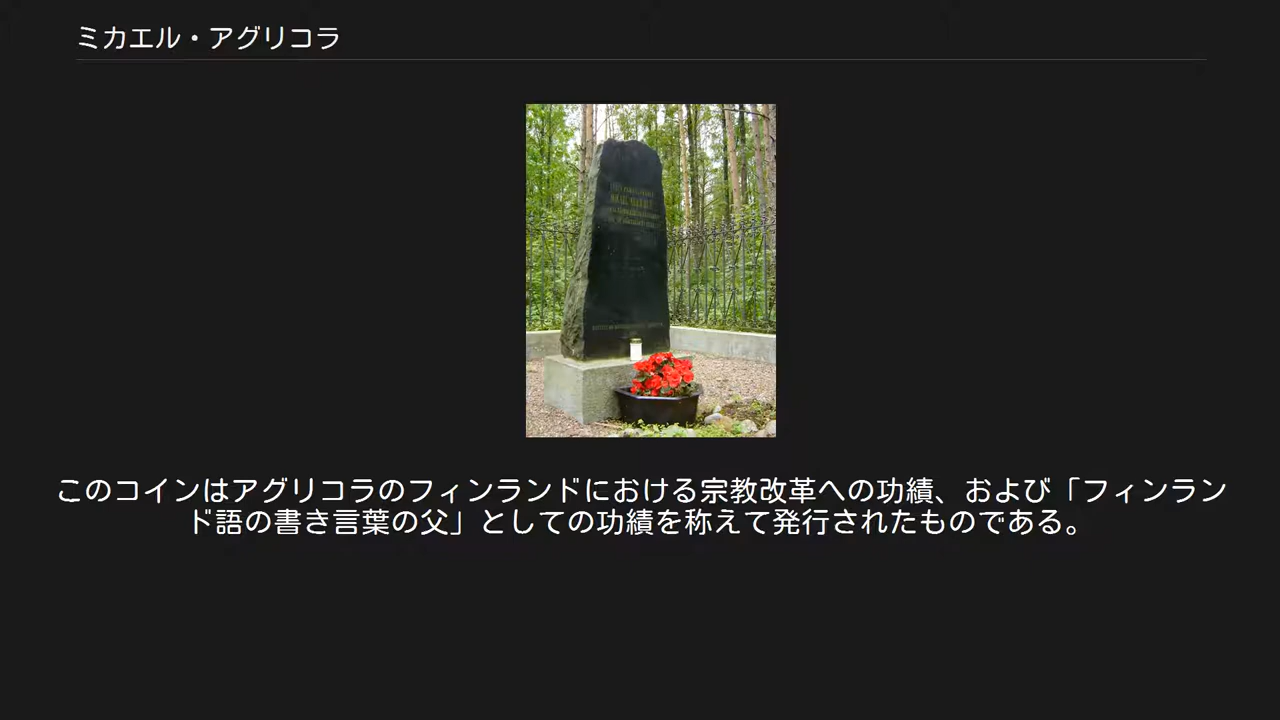 ミカエル・アグリコラ
このコインはアグリコラのフィンランドにおける宗教改革への功績、および「フィンラン
ド語の書き言葉の父」としての功績を称えて発行されたものである。